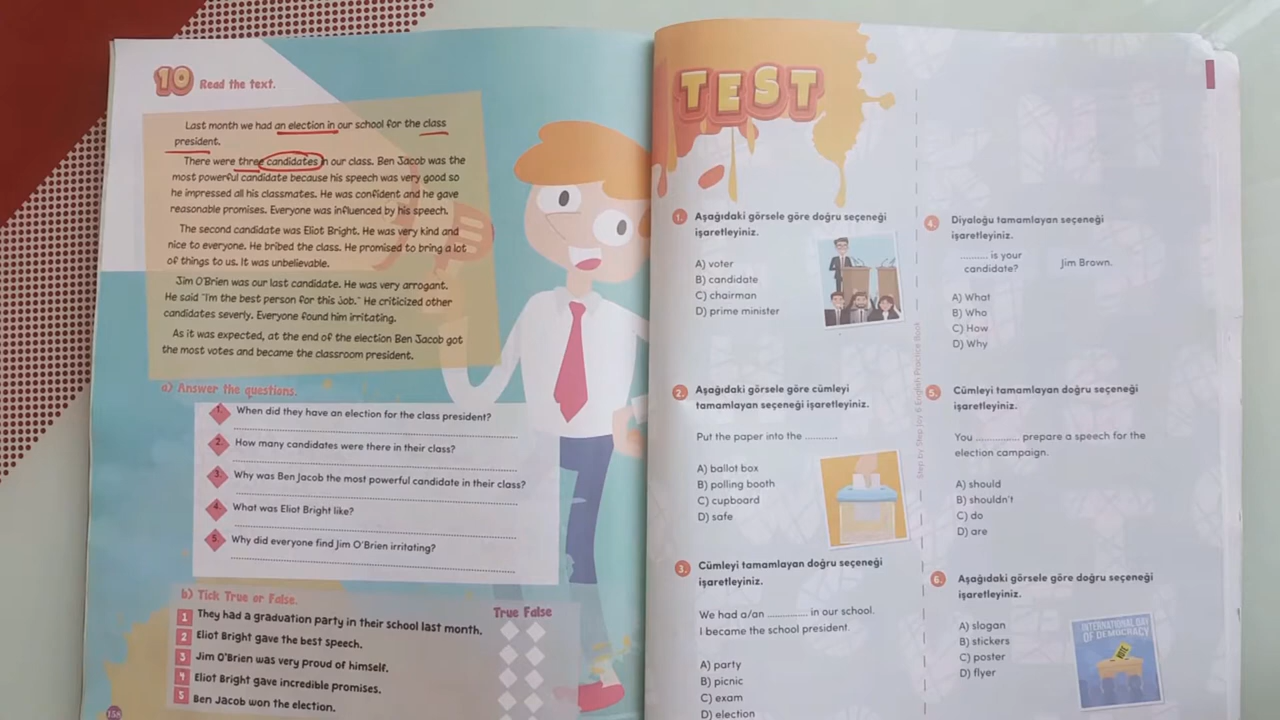 10 Read the text.
Last month we had an election in our school for the class
president.
There were three candidates in our class. Ben Jacob was the
most powerful candidate because his speech was very good so
he impressed all his classmates. He was confident and he gave
reasonable promises. Everyone was influenced by his speech.
The second candidate was Eliot Bright. He was very kind and
nice to everyone. He bribed the class. He promised to bring a lot
of things to us. It was unbelievable.
Jim O'Brien was our last candidate. He was very arrogant.
He said "I'm the best person for this job." He criticized other
candidates severly. Everyone found him irritating.
As it was expected, at the end of the election Ben Jacob got
the most votes and became the classroom president.
a) Answer the questions.
1. When did they have an election for the class president?
2. How many candidates were there in their class?
3. Why was Ben Jacob the most powerful candidate in their class?
4. What was Eliot Bright like?
5. Why did everyone find Jim O'Brien irritating?
b) Tick True or False.
True False
1 They had a graduation party in their school last month.
2 Eliot Bright gave the best speech.
3 Jim O'Brien was very proud of himself.
4 Eliot Bright gave incredible promises.
5 Ben Jacob won the election.
158
TEST
1. Aşağıdaki görsele göre doğru seçeneği
işaretleyiniz.
A) voter
B) candidate
C) chairman
D) prime minister
2. Aşağıdaki görsele göre cümleyi
tamamlayan seçeneği işaretleyiniz.
Put the paper into the ...........
A) ballot box
B) polling booth
C) cupboard
D) safe
3. Cümleyi tamamlayan doğru seçeneği
işaretleyiniz.
We had a/an ............. in our school.
I became the school president.
A) party
B) picnic
C) exam
D) election
Step by Step Joy 6 English Practice Book
4. Diyaloğu tamamlayan seçeneği
işaretleyiniz.
.......... is your
candidate?
Jim Brown.
A) What
B) Who
C) How
D) Why
5. Cümleyi tamamlayan doğru seçeneği
işaretleyiniz.
You .............. prepare a speech for the
election campaign.
A) should
B) shouldn't
C) do
D) are
6. Aşağıdaki görsele göre doğru seçeneği
işaretleyiniz.
A) slogan
B) stickers
C) poster
D) flyer
INTERNATIONAL DAY
OF DEMOCRACY
VOTE